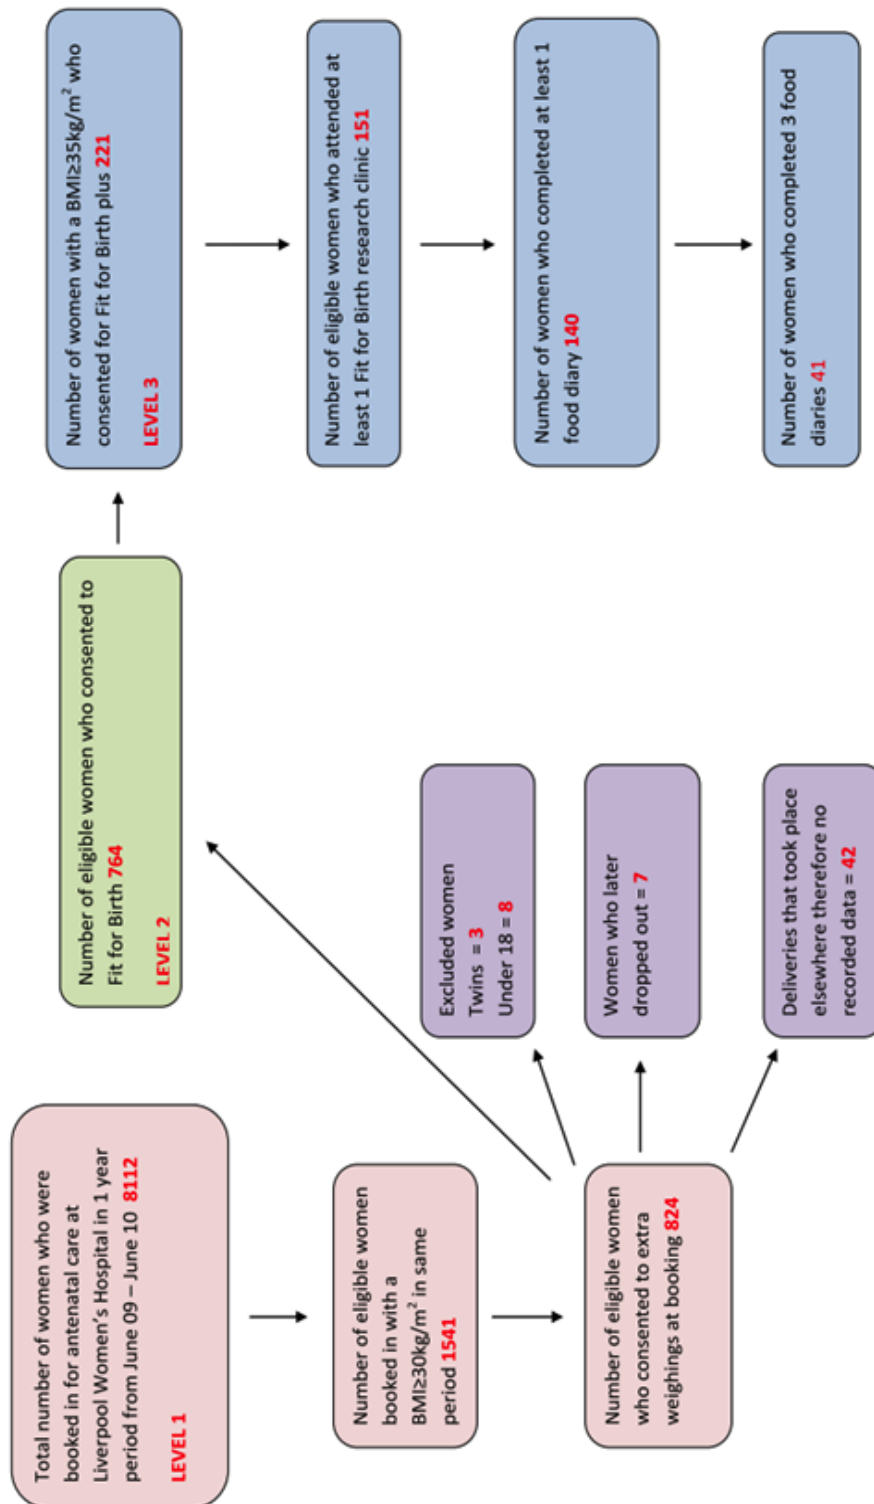 Total number of women who were
booked in for antenatal care at
Liverpool Women's Hospital in 1 year
period from June 09 – June 10 8112
LEVEL 1
Number of eligible women
booked in with a
BMI≥30kg/m² in same
period 1541
Number of eligible women
who consented to extra
weighings at booking 824
Number of eligible women who consented to
Fit for Birth 764
LEVEL 2
Excluded women
Twins = 3
Under 18 = 8
Women who later
dropped out = 7
Deliveries that took place
elsewhere therefore no
recorded data = 42
Number of women with a BMI≥35kg/m² who
consented for Fit for Birth plus 221
LEVEL 3
Number of eligible women who attended at
least 1 Fit for Birth research clinic 151
Number of women who completed at least 1
food diary 140
Number of women who completed 3 food
diaries 41